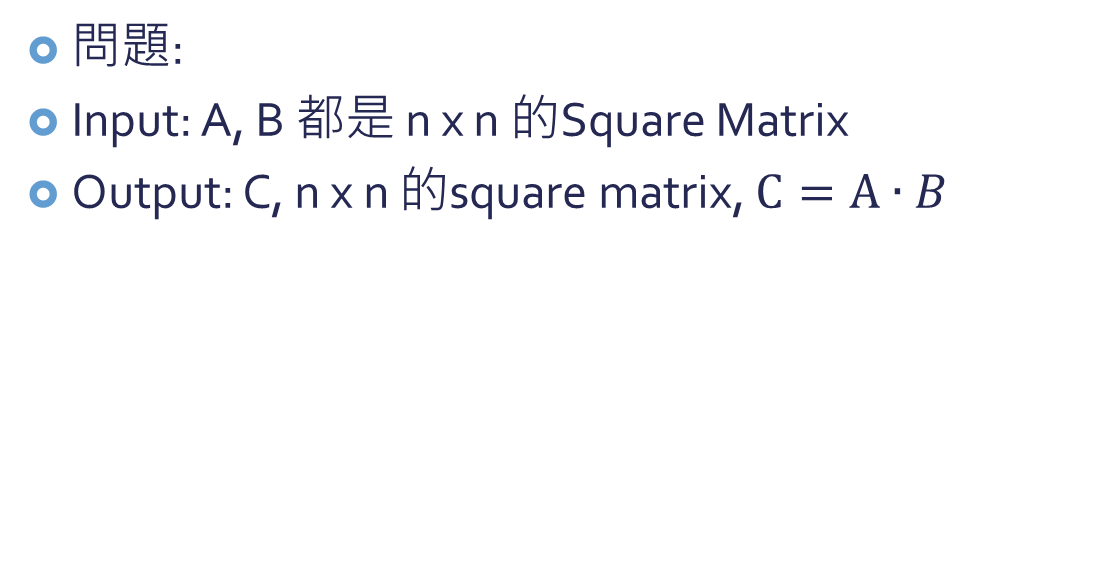 問題:
Input: A, B 都是 n x n 的Square Matrix
Output: C, n x n 的square matrix, C = A · B